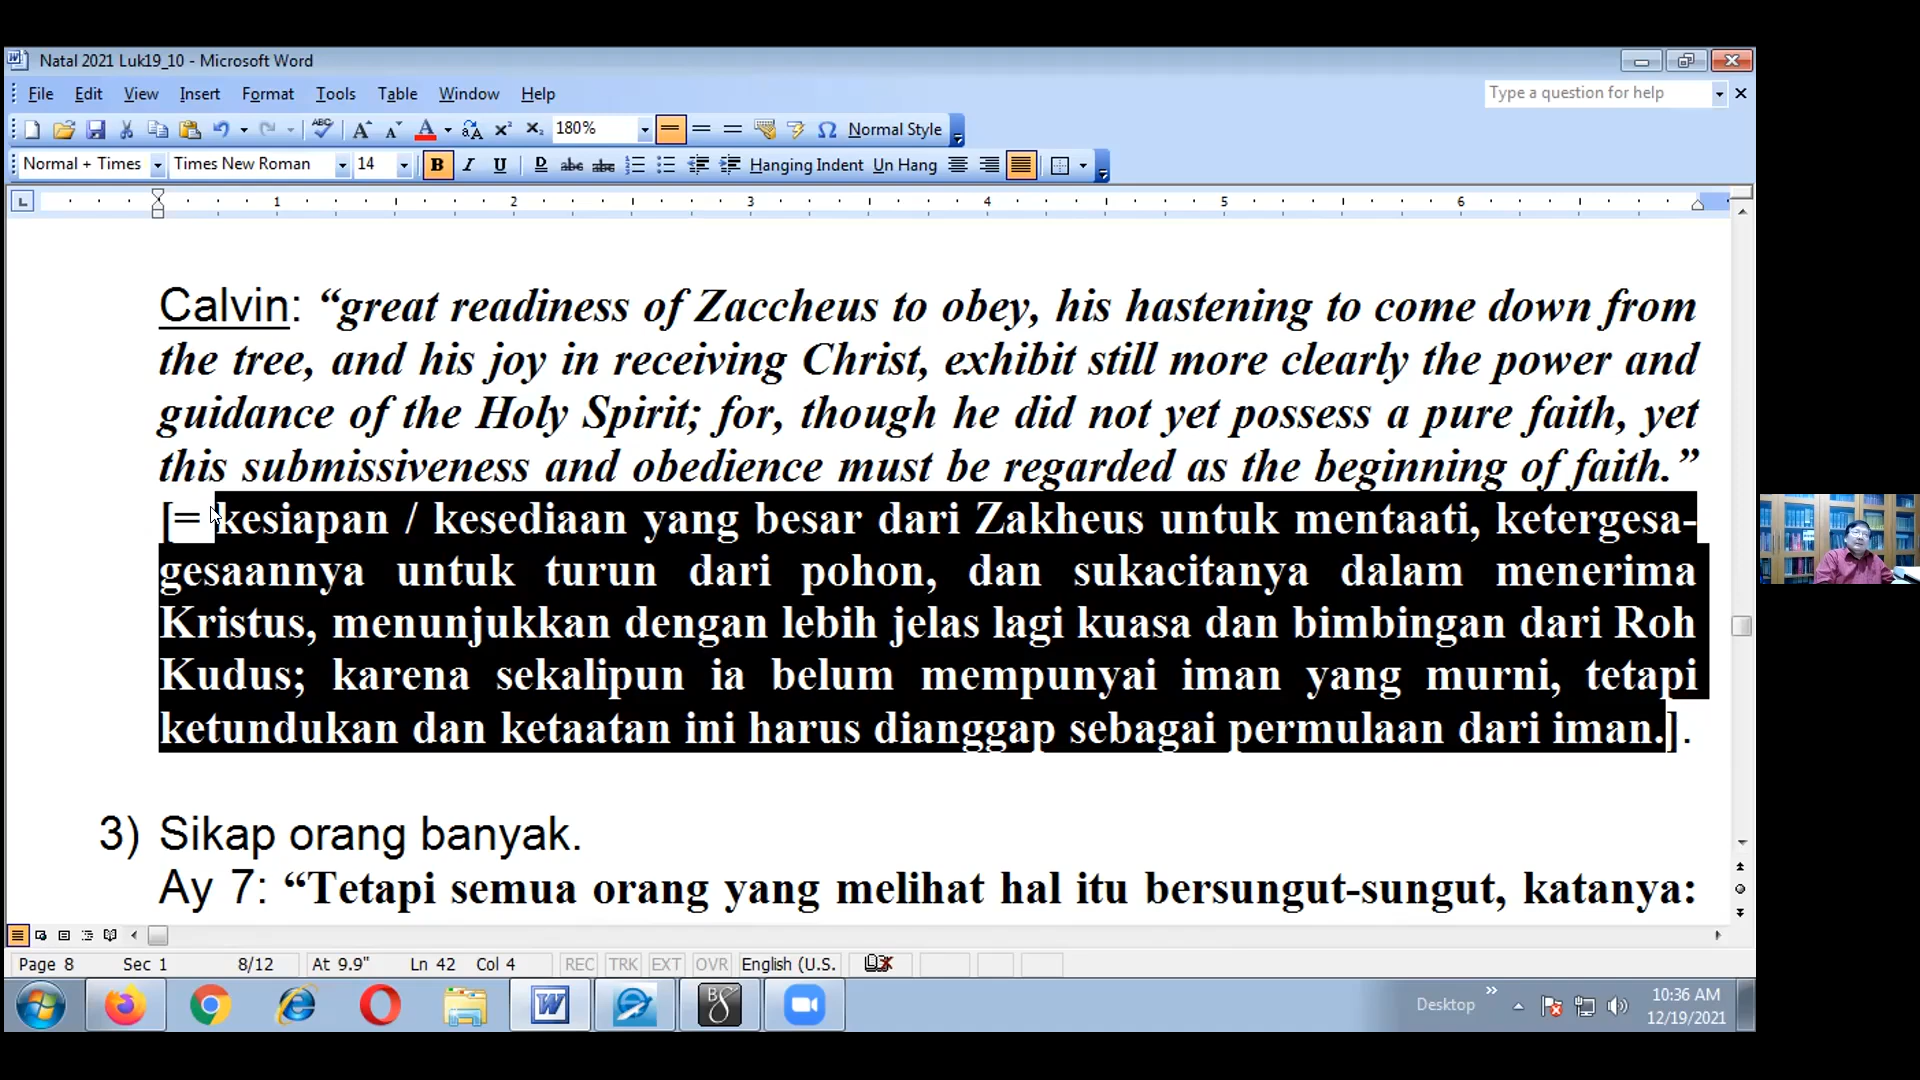 Natal 2021 Luk19_10 - Microsoft Word
File Edit View Insert Format Tools Table Window Help
Type a question for help
180%
Normal Style
Normal + Times
Times New Roman
14
B I U
Hanging Indent
Un Hang
1 2 3 4 5 6
Calvin: “great readiness of Zaccheus to obey, his hastening to come down from
the tree, and his joy in receiving Christ, exhibit still more clearly the power and
guidance of the Holy Spirit; for, though he did not yet possess a pure faith, yet
this submissiveness and obedience must be regarded as the beginning of faith.”
[= kesiapan / kesediaan yang besar dari Zakheus untuk mentaati, ketergesa-
gesaannya untuk turun dari pohon, dan sukacitanya dalam menerima
Kristus, menunjukkan dengan lebih jelas lagi kuasa dan bimbingan dari Roh
Kudus; karena sekalipun ia belum mempunyai iman yang murni, tetapi
ketundukan dan ketaatan ini harus dianggap sebagai permulaan dari iman.].
3) Sikap orang banyak.
Ay 7: “Tetapi semua orang yang melihat hal itu bersungut-sungut, katanya:
Page 8 Sec 1 8/12 At 9.9" Ln 42 Col 4 REC TRK EXT OVR English (U.S.
Desktop
10:36 AM
12/19/2021